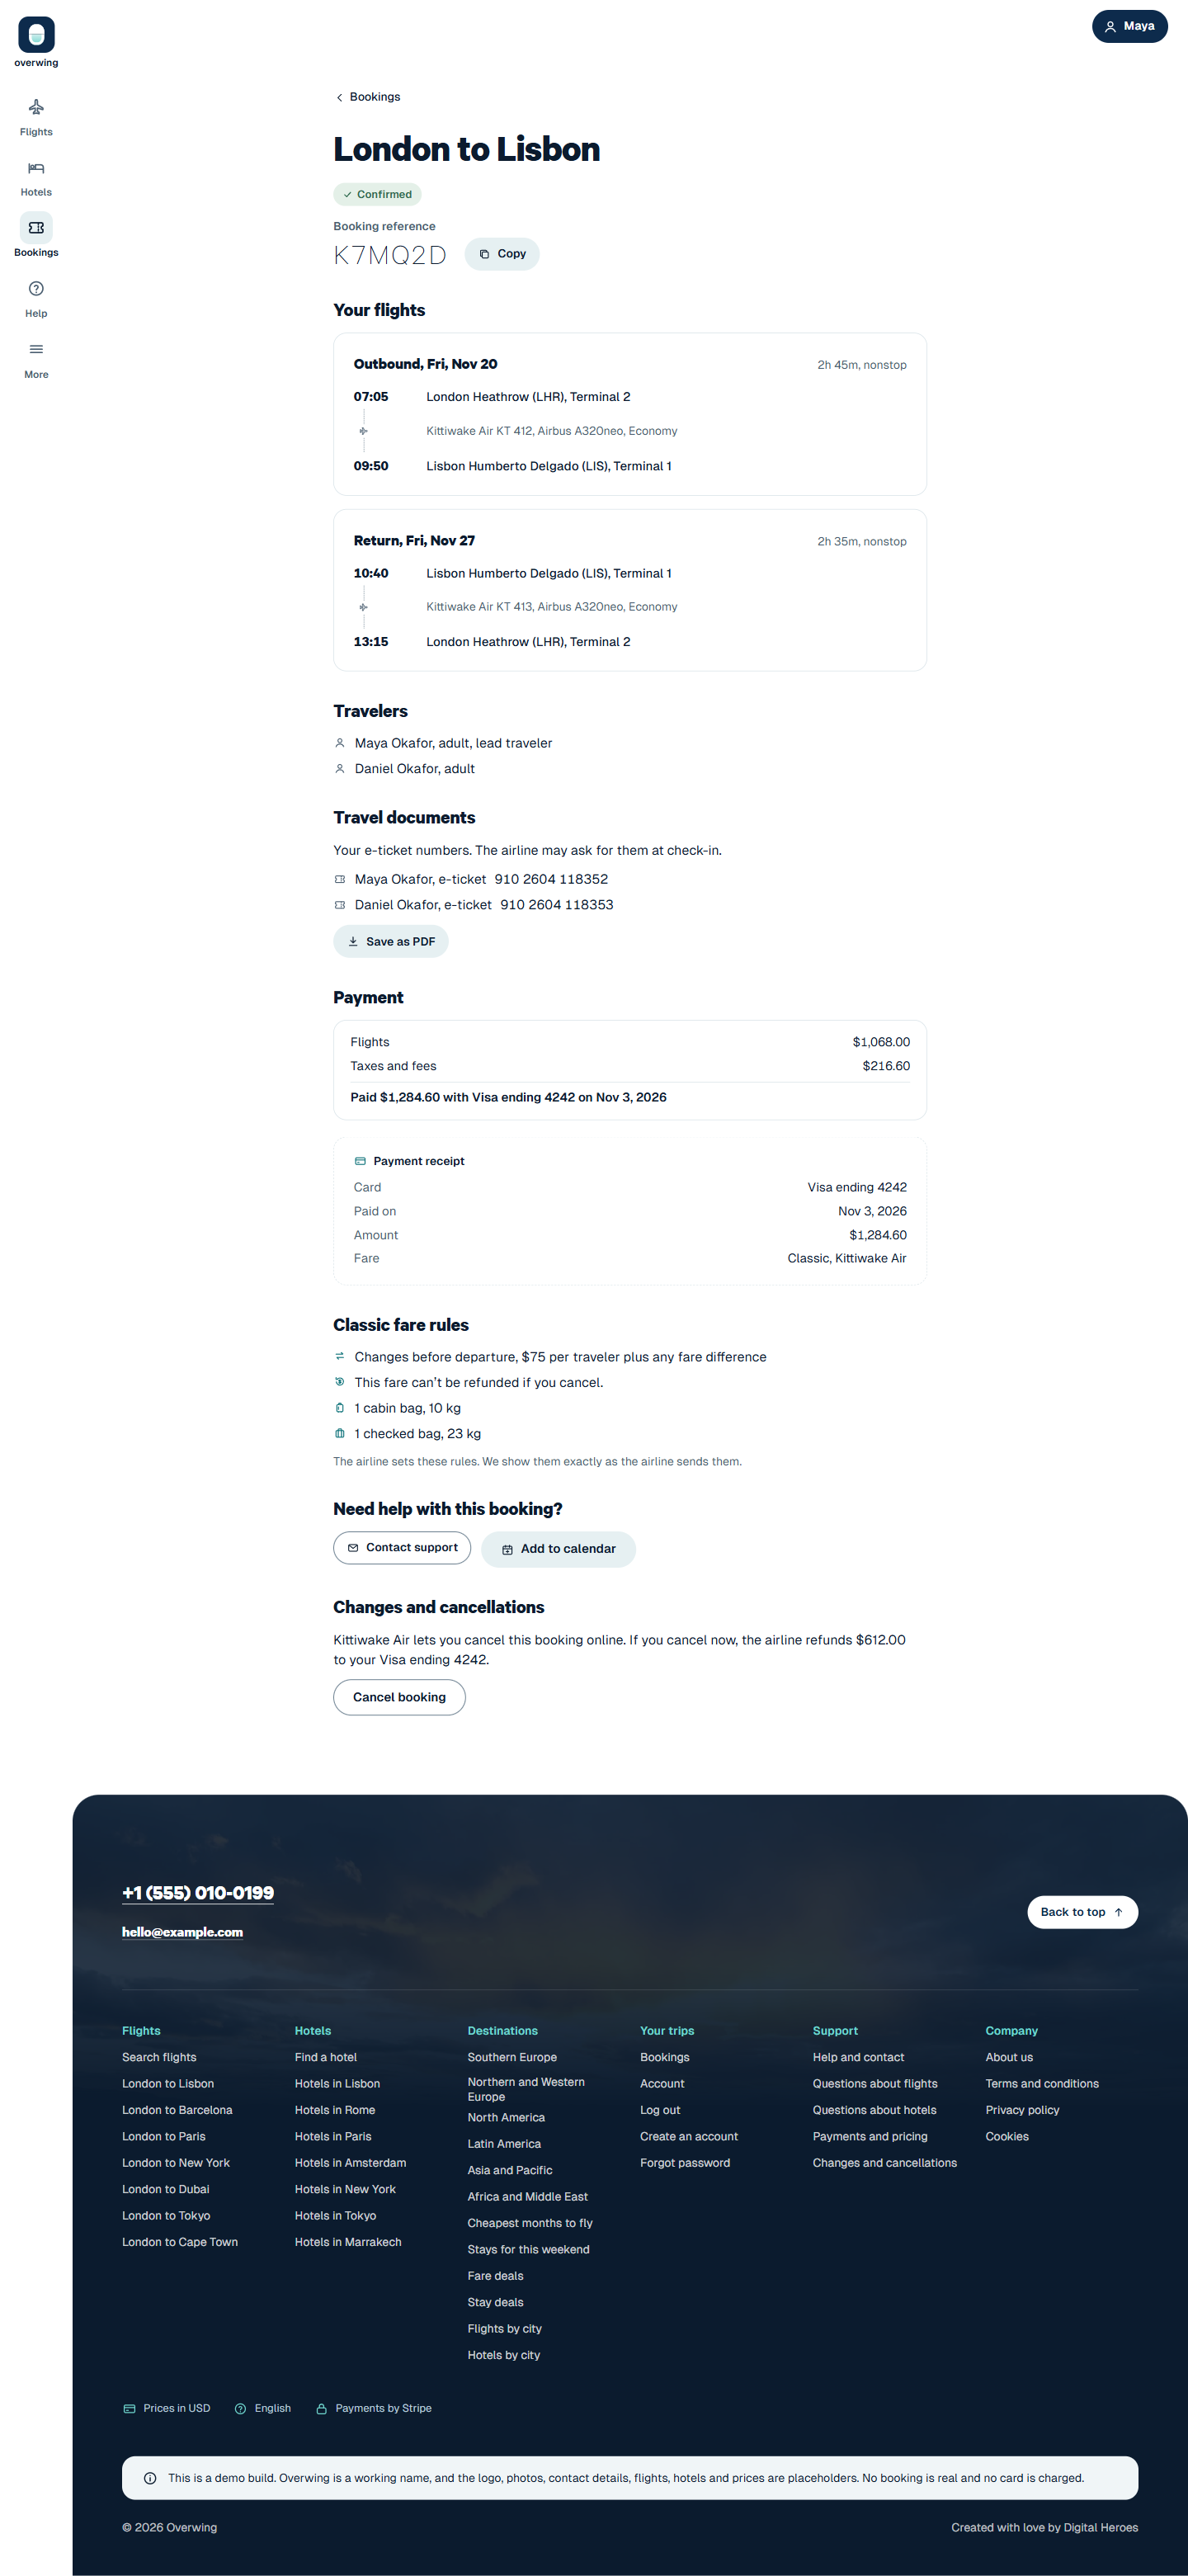 overwing
Maya
Flights
Hotels
Bookings
Help
More
Bookings
London to Lisbon
Confirmed
Booking reference
K7MQ2D
Copy
Your flights
Outbound, Fri, Nov 20
2h 45m, nonstop
07:05 London Heathrow (LHR), Terminal 2
Kittiwake Air KT 412, Airbus A320neo, Economy
09:50 Lisbon Humberto Delgado (LIS), Terminal 1
Return, Fri, Nov 27
2h 35m, nonstop
10:40 Lisbon Humberto Delgado (LIS), Terminal 1
Kittiwake Air KT 413, Airbus A320neo, Economy
13:15 London Heathrow (LHR), Terminal 2
Travelers
Maya Okafor, adult, lead traveler
Daniel Okafor, adult
Travel documents
Your e-ticket numbers. The airline may ask for them at check-in.
Maya Okafor, e-ticket 910 2604 118352
Daniel Okafor, e-ticket 910 2604 118353
Save as PDF
Payment
Flights $1,068.00
Taxes and fees $216.60
Paid $1,284.60 with Visa ending 4242 on Nov 3, 2026
Payment receipt
Card Visa ending 4242
Paid on Nov 3, 2026
Amount $1,284.60
Fare Classic, Kittiwake Air
Classic fare rules
Changes before departure, $75 per traveler plus any fare difference
This fare can’t be refunded if you cancel.
1 cabin bag, 10 kg
1 checked bag, 23 kg
The airline sets these rules. We show them exactly as the airline sends them.
Need help with this booking?
Contact support
Add to calendar
Changes and cancellations
Kittiwake Air lets you cancel this booking online. If you cancel now, the airline refunds $612.00
to your Visa ending 4242.
Cancel booking
+1 (555) 010-0199
hello@example.com
Back to top
Flights
Search flights
London to Lisbon
London to Barcelona
London to Paris
London to New York
London to Dubai
London to Tokyo
London to Cape Town
Hotels
Find a hotel
Hotels in Lisbon
Hotels in Rome
Hotels in Paris
Hotels in Amsterdam
Hotels in New York
Hotels in Tokyo
Hotels in Marrakech
Destinations
Southern Europe
Northern and Western
Europe
North America
Latin America
Asia and Pacific
Africa and Middle East
Cheapest months to fly
Stays for this weekend
Fare deals
Stay deals
Flights by city
Hotels by city
Your trips
Bookings
Account
Log out
Create an account
Forgot password
Support
Help and contact
Questions about flights
Questions about hotels
Payments and pricing
Changes and cancellations
Company
About us
Terms and conditions
Privacy policy
Cookies
Prices in USD
English
Payments by Stripe
This is a demo build. Overwing is a working name, and the logo, photos, contact details, flights, hotels and prices are placeholders. No booking is real and no card is charged.
© 2026 Overwing
Created with love by Digital Heroes